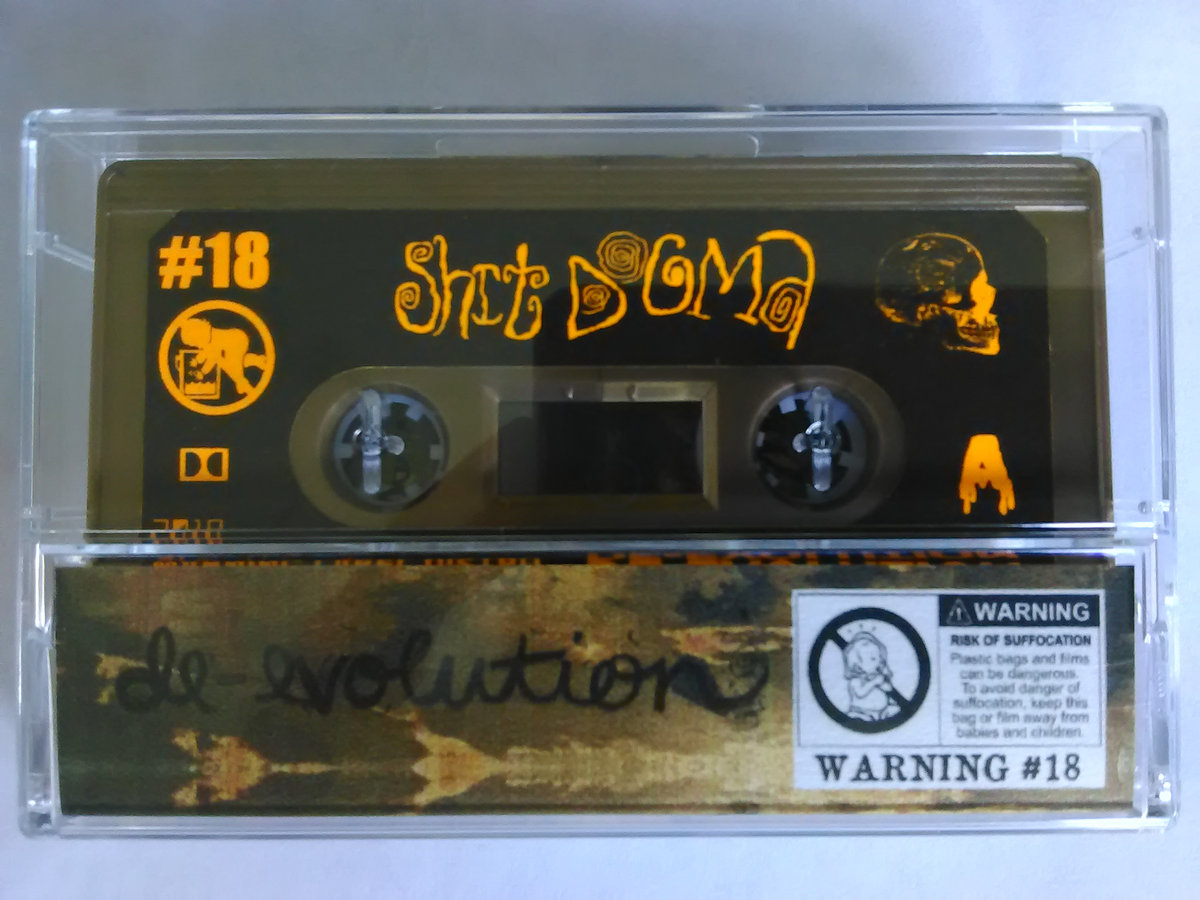 #18
Shit DOGMa
A
2018
de-evolution
WARNING
RISK OF SUFFOCATION
Plastic bags and films
can be dangerous.
To avoid danger of
suffocation, keep this
bag or film away from
babies and children.
WARNING #18